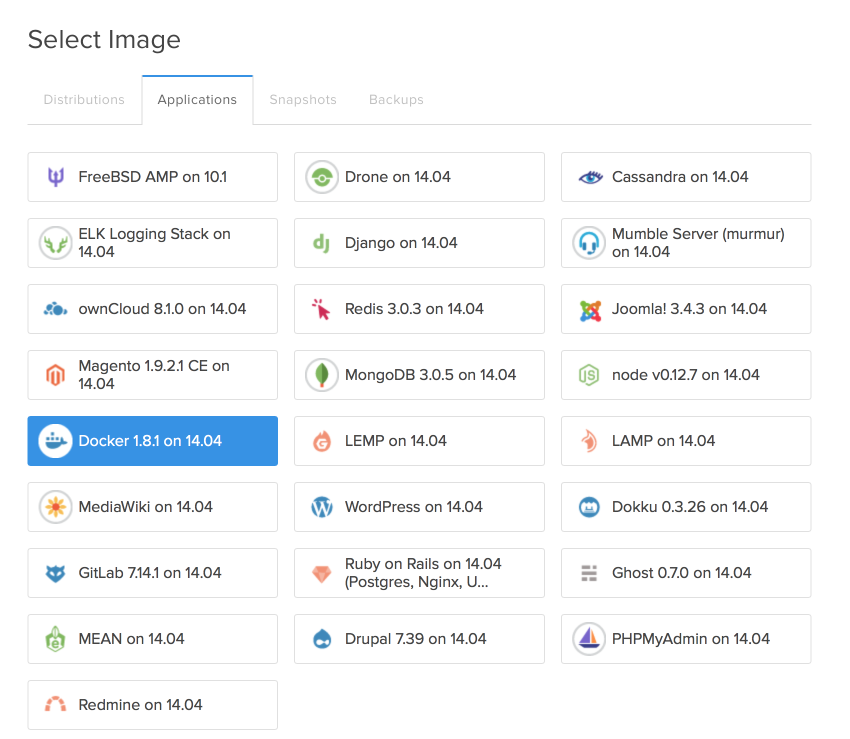 Select Image
Distributions
Applications
Snapshots
Backups
FreeBSD AMP on 10.1
Drone on 14.04
Cassandra on 14.04
ELK Logging Stack on
14.04
Django on 14.04
Mumble Server (murmur)
on 14.04
ownCloud 8.1.0 on 14.04
Redis 3.0.3 on 14.04
Joomla! 3.4.3 on 14.04
Magento 1.9.2.1 CE on
14.04
MongoDB 3.0.5 on 14.04
node v0.12.7 on 14.04
Docker 1.8.1 on 14.04
LEMP on 14.04
LAMP on 14.04
MediaWiki on 14.04
WordPress on 14.04
Dokku 0.3.26 on 14.04
GitLab 7.14.1 on 14.04
Ruby on Rails on 14.04
(Postgres, Nginx, U...
Ghost 0.7.0 on 14.04
MEAN on 14.04
Drupal 7.39 on 14.04
PHPMyAdmin on 14.04
Redmine on 14.04